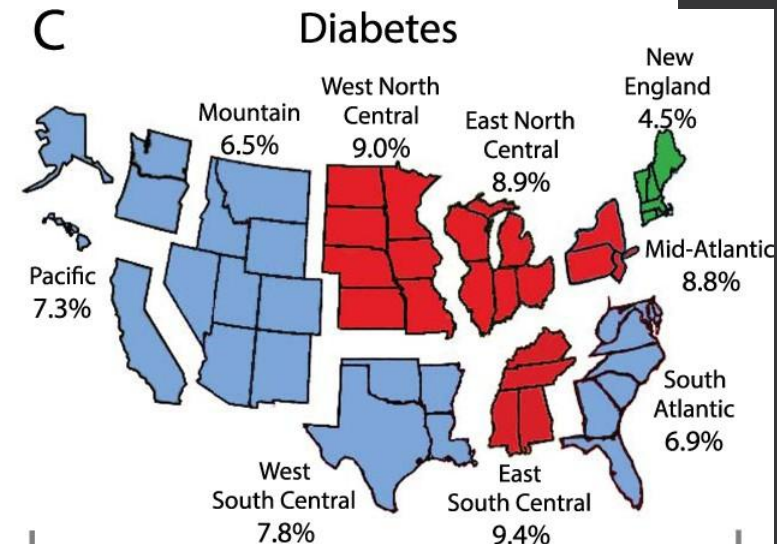 C
Diabetes
New
England
4.5%
West North
Central
9.0%
Mountain
6.5%
East North
Central
8.9%
Mid-Atlantic
8.8%
Pacific
7.3%
South
Atlantic
6.9%
West
South Central
7.8%
East
South Central
9.4%